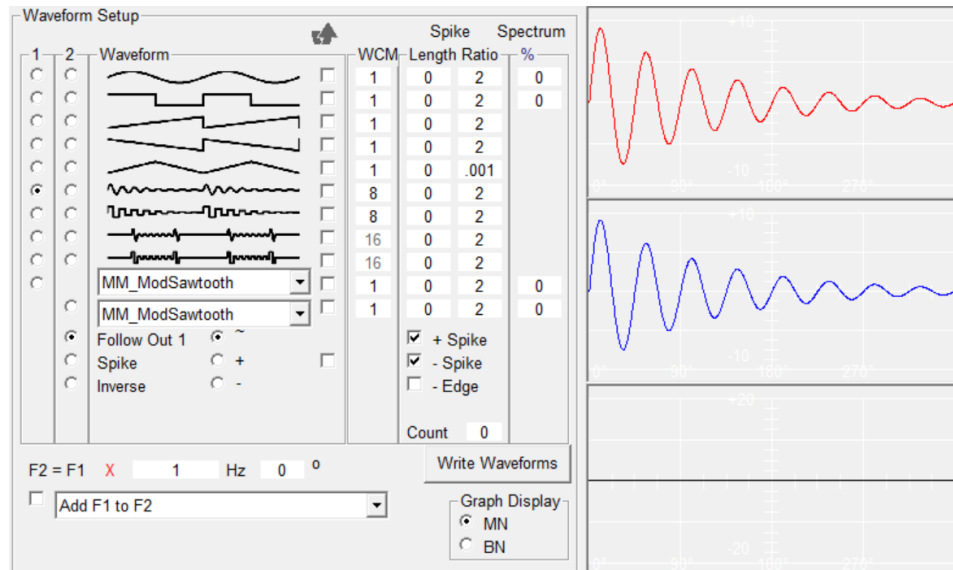 Waveform Setup
Spike Spectrum
1 2 Waveform WCM Length Ratio %
1 0 2 0
1 0 2 0
1 0 2
1 0 2
1 0 .001
8 0 2
8 0 2
16 0 2
16 0 2
MM_ModSawtooth 1 0 2 0
MM_ModSawtooth 1 0 2 0
Follow Out 1 ~ + Spike
Spike + - Spike
Inverse - - Edge
Count 0
F2 = F1 X 1 Hz 0 o
Write Waveforms
Add F1 to F2
Graph Display
MN
BN
+10
-10
0° 90° 180° 270°
+10
-10
0° 90° 180° 270°
+20
-20
0° 90° 180° 270°